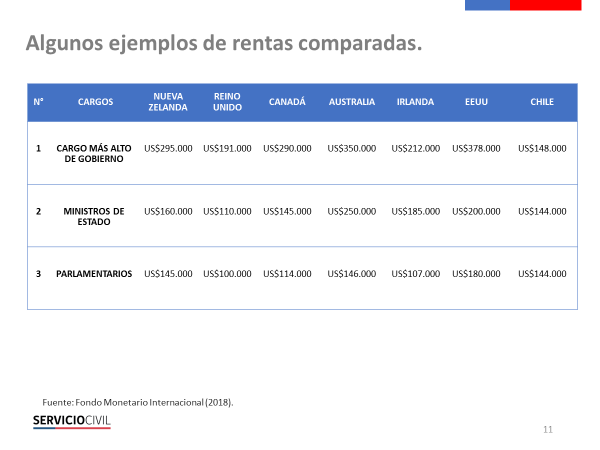 Algunos ejemplos de rentas comparadas.
N° CARGOS NUEVA ZELANDA REINO UNIDO CANADÁ AUSTRALIA IRLANDA EEUU CHILE
1 CARGO MÁS ALTO DE GOBIERNO US$295.000 US$191.000 US$290.000 US$350.000 US$212.000 US$378.000 US$148.000
2 MINISTROS DE ESTADO US$160.000 US$110.000 US$145.000 US$250.000 US$185.000 US$200.000 US$144.000
3 PARLAMENTARIOS US$145.000 US$100.000 US$114.000 US$146.000 US$107.000 US$180.000 US$144.000
Fuente: Fondo Monetario Internacional (2018).
SERVICIOCIVIL
11